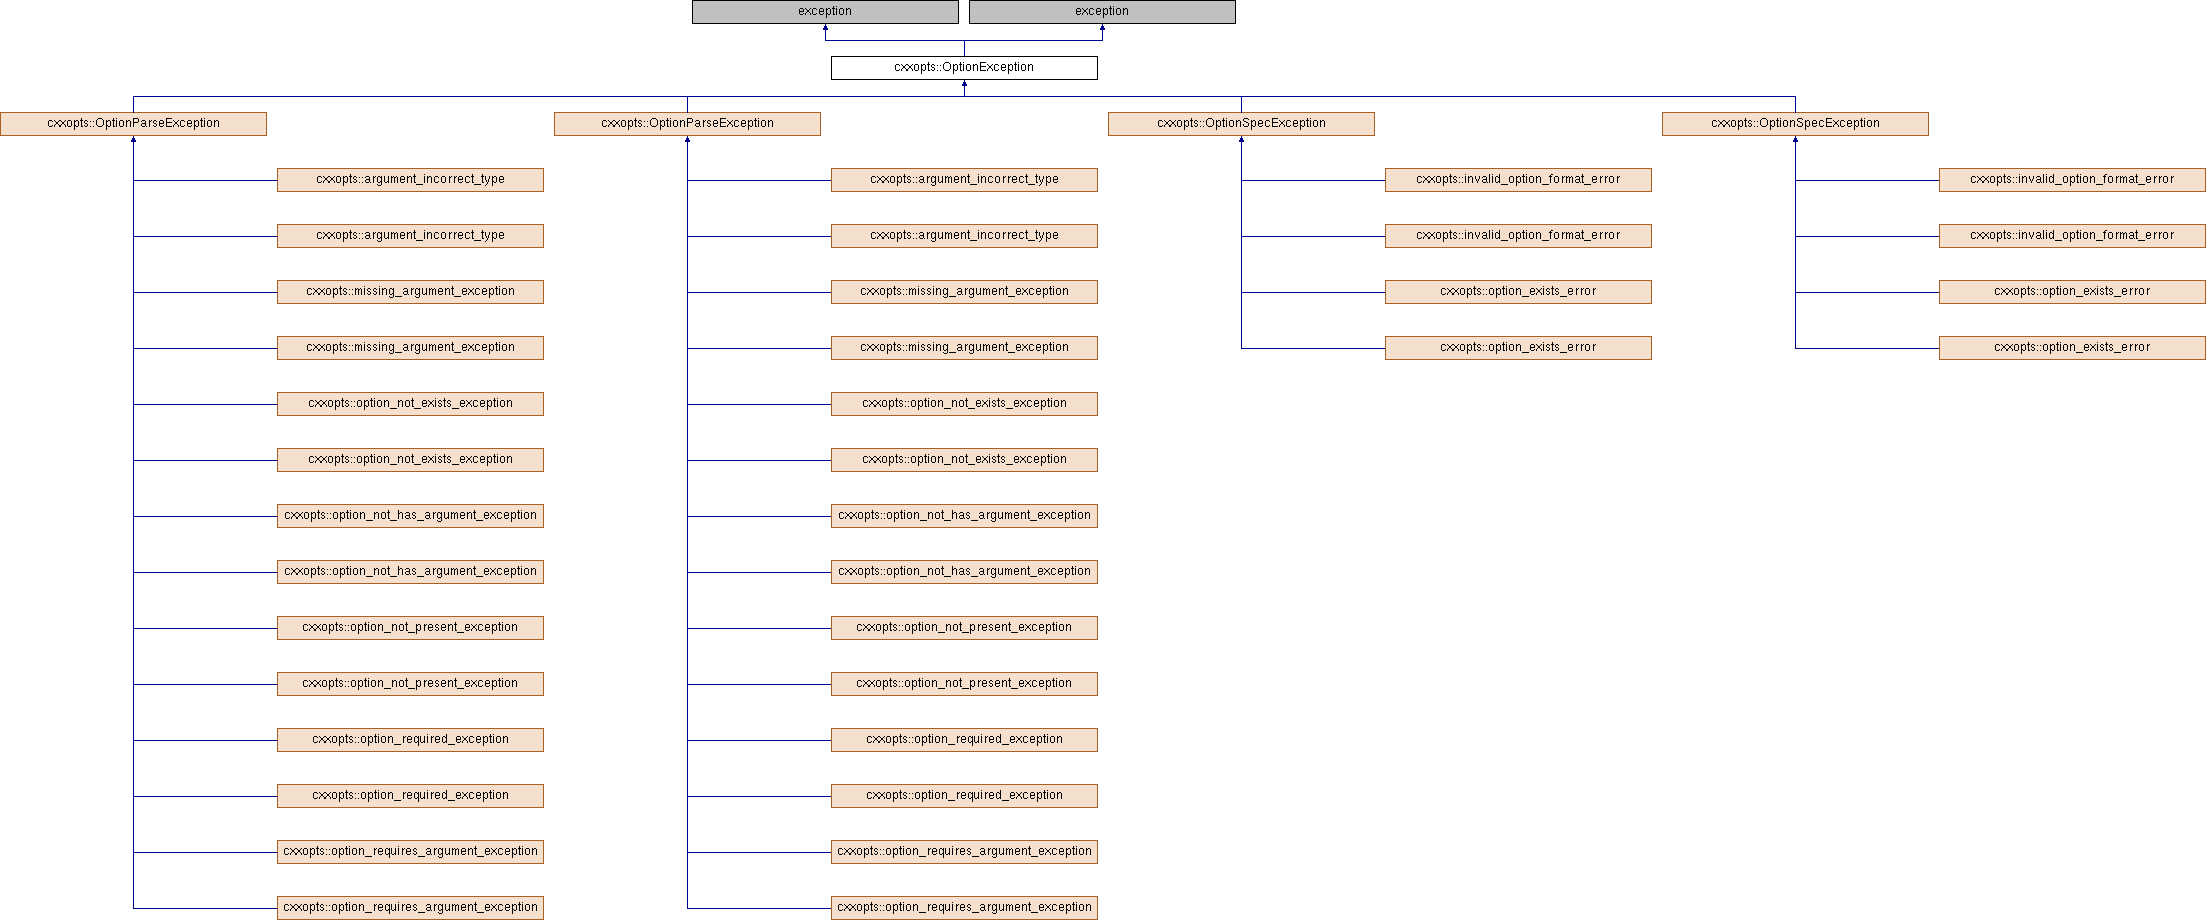 exception
exception
cxxopts::OptionException
cxxopts::OptionParseException
cxxopts::OptionParseException
cxxopts::OptionSpecException
cxxopts::OptionSpecException
cxxopts::argument_incorrect_type
cxxopts::argument_incorrect_type
cxxopts::invalid_option_format_error
cxxopts::invalid_option_format_error
cxxopts::argument_incorrect_type
cxxopts::argument_incorrect_type
cxxopts::invalid_option_format_error
cxxopts::invalid_option_format_error
cxxopts::missing_argument_exception
cxxopts::missing_argument_exception
cxxopts::option_exists_error
cxxopts::option_exists_error
cxxopts::missing_argument_exception
cxxopts::missing_argument_exception
cxxopts::option_exists_error
cxxopts::option_exists_error
cxxopts::option_not_exists_exception
cxxopts::option_not_exists_exception
cxxopts::option_not_exists_exception
cxxopts::option_not_exists_exception
cxxopts::option_not_has_argument_exception
cxxopts::option_not_has_argument_exception
cxxopts::option_not_has_argument_exception
cxxopts::option_not_has_argument_exception
cxxopts::option_not_present_exception
cxxopts::option_not_present_exception
cxxopts::option_not_present_exception
cxxopts::option_not_present_exception
cxxopts::option_required_exception
cxxopts::option_required_exception
cxxopts::option_required_exception
cxxopts::option_required_exception
cxxopts::option_requires_argument_exception
cxxopts::option_requires_argument_exception
cxxopts::option_requires_argument_exception
cxxopts::option_requires_argument_exception